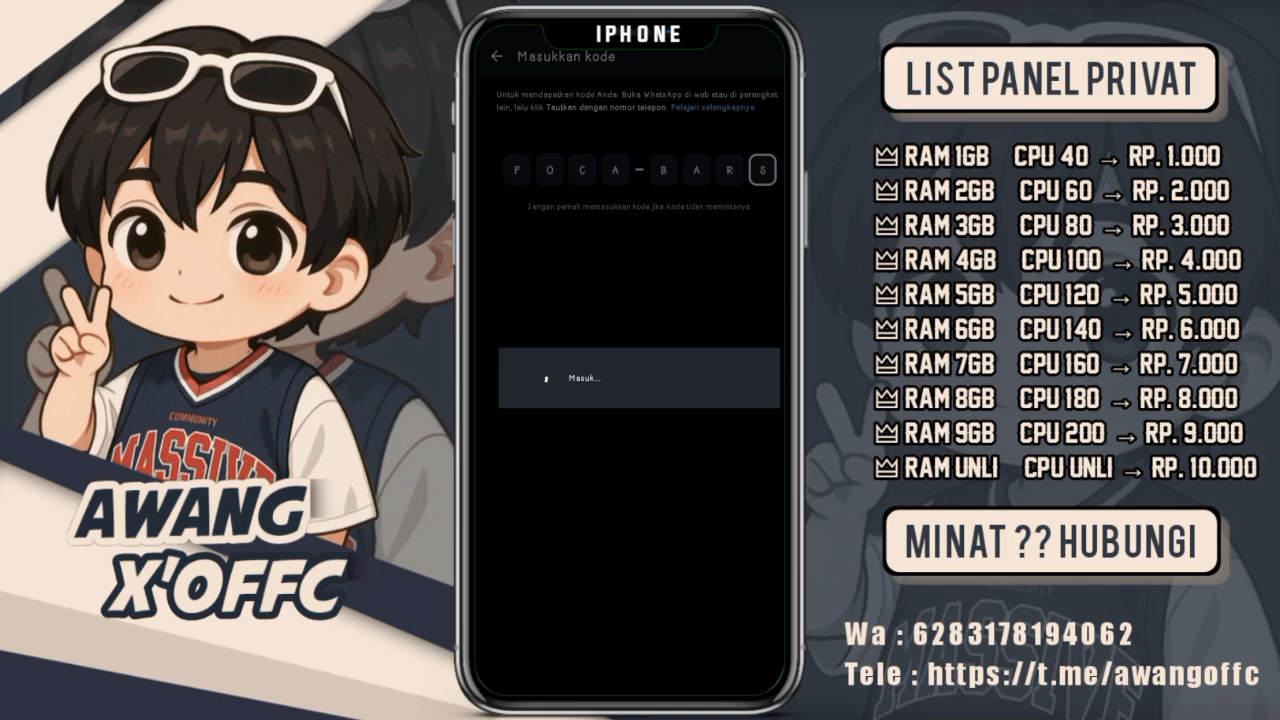 COMMUNITY
MASSIVE
AWANG
X'OFFC
IPHONE
Masukkan kode
Untuk mendapatkan kode Anda: Buka WhatsApp di web atau di perangkat
lain, lalu klik Tautkan dengan nomor telepon. Pelajari selengkapnya
F O C A - B A R S
Jangan pernah memasukkan kode jika Anda tidak memintanya.
Masuk...
LIST PANEL PRIVAT
RAM 1GB CPU 40 → RP. 1.000
RAM 2GB CPU 60 → RP. 2.000
RAM 3GB CPU 80 → RP. 3.000
RAM 4GB CPU 100 → RP. 4.000
RAM 5GB CPU 120 → RP. 5.000
RAM 6GB CPU 140 → RP. 6.000
RAM 7GB CPU 160 → RP. 7.000
RAM 8GB CPU 180 → RP. 8.000
RAM 9GB CPU 200 → RP. 9.000
RAM UNLI CPU UNLI → RP. 10.000
MINAT ?? HUBUNGI
Wa : 6283178194062
Tele : https://t.me/awangoffc